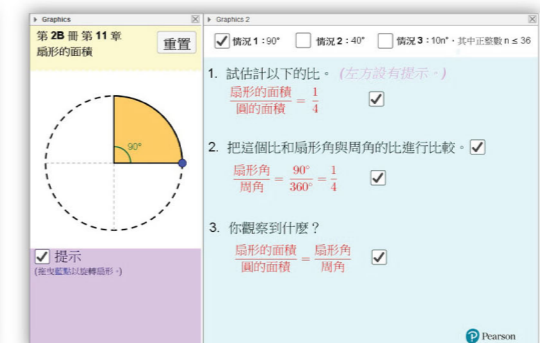 Graphics
第 2B 冊 第 11 章
扇形的面積
重置
90°
提示
(拖曳藍點以旋轉扇形。)
Graphics 2
情況 1:90° 情況 2:40° 情況 3:10n°,其中正整數 n ≤ 36
1. 試估計以下的比。(左方設有提示。)
扇形的面積/圓的面積 = 1/4
2. 把這個比和扇形角與周角的比進行比較。
扇形角/周角 = 90°/360° = 1/4
3. 你觀察到什麼?
扇形的面積/圓的面積 = 扇形角/周角
Pearson